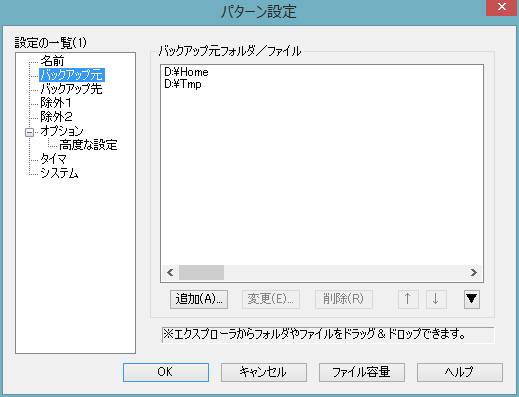 パターン設定
設定の一覧(1)
名前
バックアップ元
バックアップ先
除外1
除外2
オプション
高度な設定
タイマ
システム
バックアップ元フォルダ／ファイル
D:¥Home
D:¥Tmp
追加(A)...
変更(E)...
削除(R)
↑
↓
▼
※エクスプローラからフォルダやファイルをドラッグ＆ドロップできます。
OK
キャンセル
ファイル容量
ヘルプ